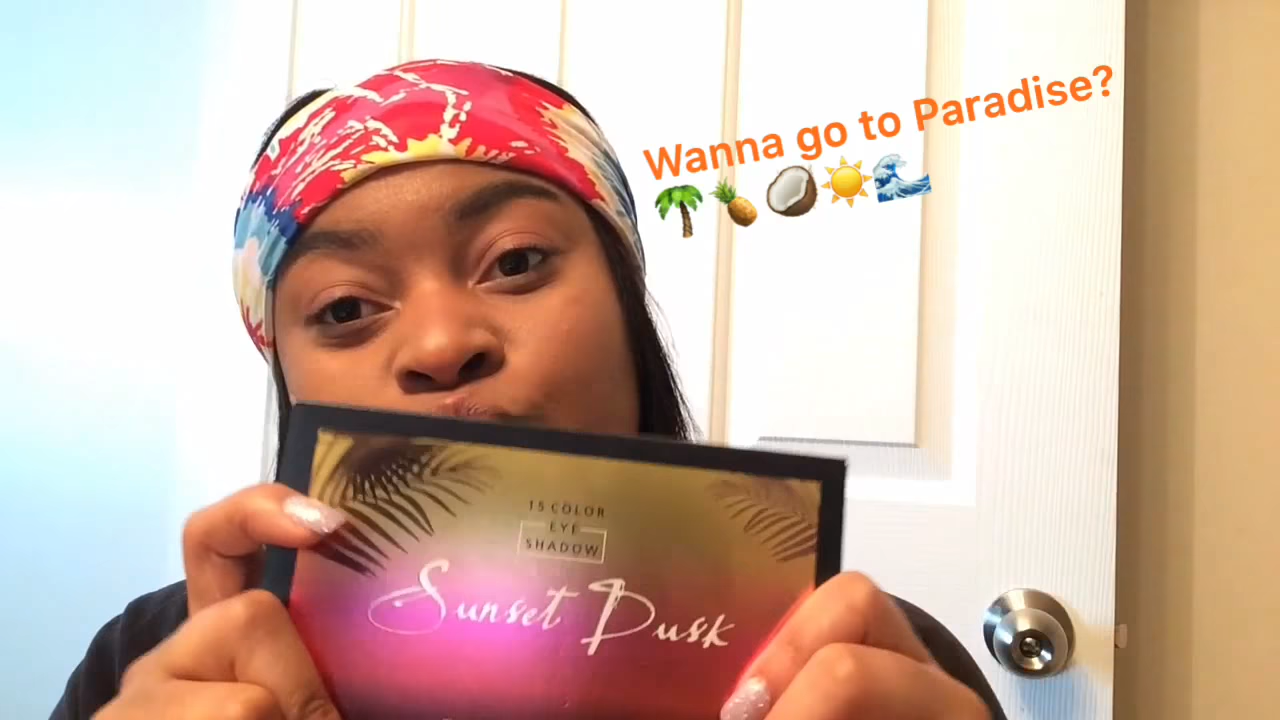 Wanna go to Paradise?
🌴🍍🥥☀️🌊
15 COLOR
EYE
SHADOW
Sunset Dusk